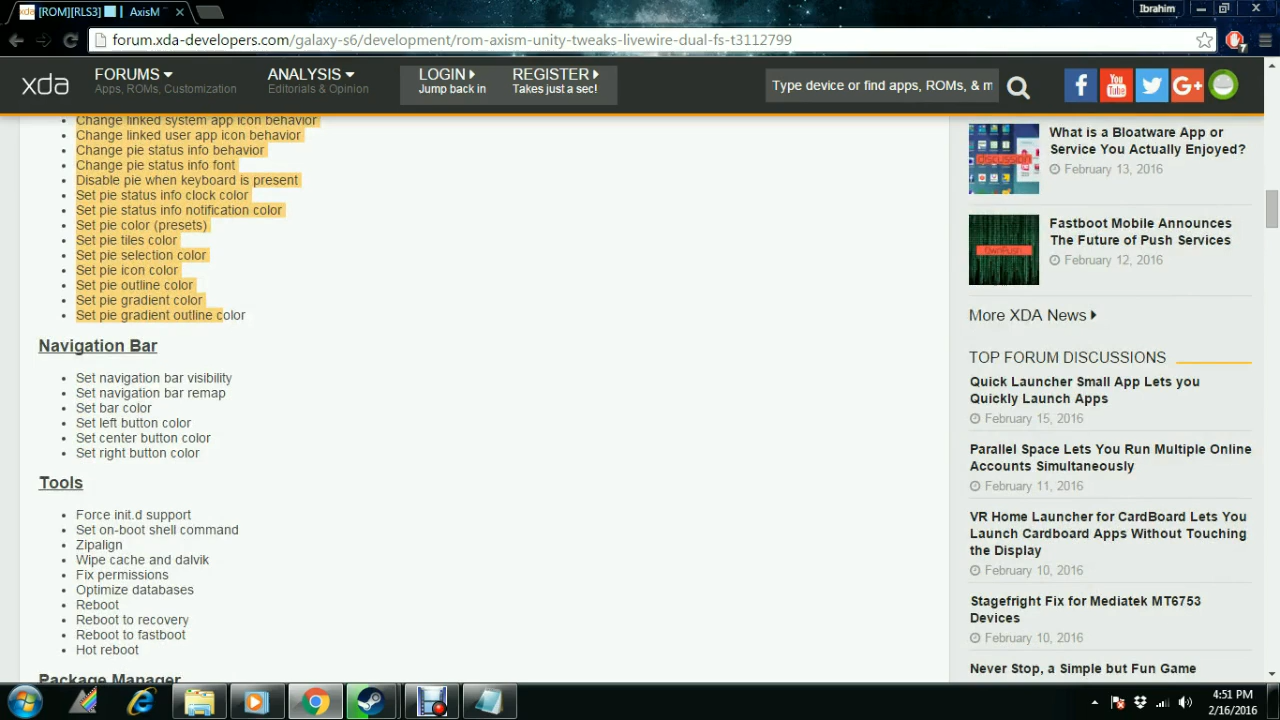 [ROM][RLS3] | AxisM
Ibrahim
forum.xda-developers.com/galaxy-s6/development/rom-axism-unity-tweaks-livewire-dual-fs-t3112799
7
xda
FORUMS
Apps, ROMs, Customization
ANALYSIS
Editorials & Opinion
LOGIN
Jump back in
REGISTER
Takes just a sec!
Type device or find apps, ROMs, & m
f
You Tube
G+
Change linked system app icon behavior
Change linked user app icon behavior
Change pie status info behavior
Change pie status info font
Disable pie when keyboard is present
Set pie status info clock color
Set pie status info notification color
Set pie color (presets)
Set pie tiles color
Set pie selection color
Set pie icon color
Set pie outline color
Set pie gradient color
Set pie gradient outline color
Navigation Bar
Set navigation bar visibility
Set navigation bar remap
Set bar color
Set left button color
Set center button color
Set right button color
Tools
Force init.d support
Set on-boot shell command
Zipalign
Wipe cache and dalvik
Fix permissions
Optimize databases
Reboot
Reboot to recovery
Reboot to fastboot
Hot reboot
Package Manager
DISCUSSION
What is a Bloatware App or
Service You Actually Enjoyed?
February 13, 2016
Fastboot Mobile Announces
The Future of Push Services
February 12, 2016
More XDA News
TOP FORUM DISCUSSIONS
Quick Launcher Small App Lets you
Quickly Launch Apps
February 15, 2016
Parallel Space Lets You Run Multiple Online
Accounts Simultaneously
February 11, 2016
VR Home Launcher for CardBoard Lets You
Launch Cardboard Apps Without Touching
the Display
February 10, 2016
Stagefright Fix for Mediatek MT6753
Devices
February 10, 2016
Never Stop, a Simple but Fun Game
4:51 PM
2/16/2016